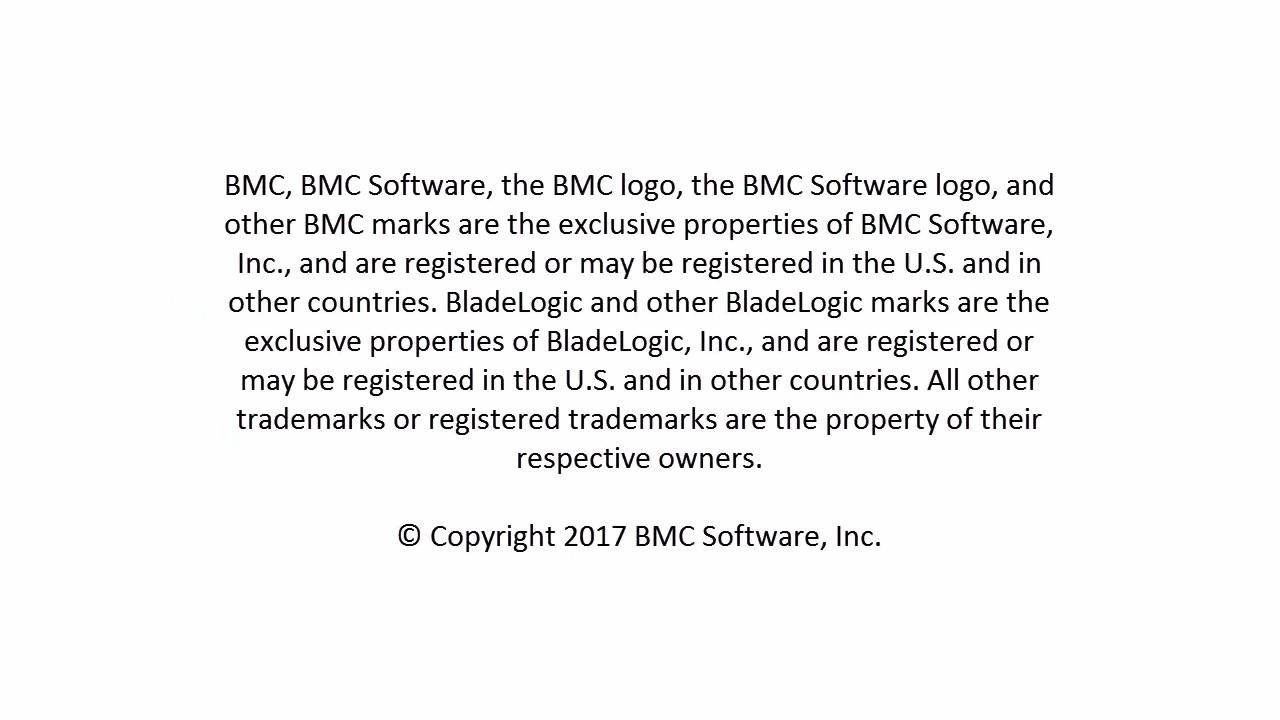 BMC, BMC Software, the BMC logo, the BMC Software logo, and
other BMC marks are the exclusive properties of BMC Software,
Inc., and are registered or may be registered in the U.S. and in
other countries. BladeLogic and other BladeLogic marks are the
exclusive properties of BladeLogic, Inc., and are registered or
may be registered in the U.S. and in other countries. All other
trademarks or registered trademarks are the property of their
respective owners.
© Copyright 2017 BMC Software, Inc.